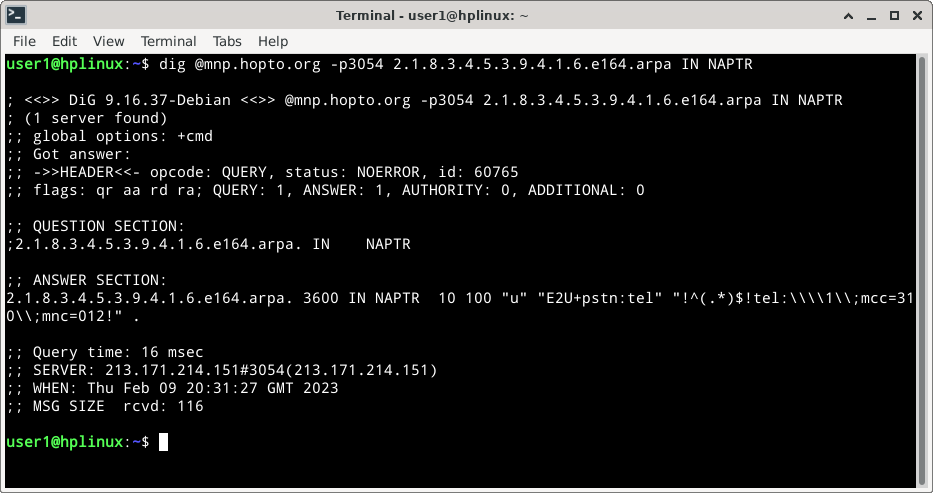 Terminal - user1@hplinux: ~
File Edit View Terminal Tabs Help
user1@hplinux:~$ dig @mnp.hopto.org -p3054 2.1.8.3.4.5.3.9.4.1.6.e164.arpa IN NAPTR

; <<>> DiG 9.16.37-Debian <<>> @mnp.hopto.org -p3054 2.1.8.3.4.5.3.9.4.1.6.e164.arpa IN NAPTR
; (1 server found)
;; global options: +cmd
;; Got answer:
;; ->>HEADER<<- opcode: QUERY, status: NOERROR, id: 60765
;; flags: qr aa rd ra; QUERY: 1, ANSWER: 1, AUTHORITY: 0, ADDITIONAL: 0

;; QUESTION SECTION:
;2.1.8.3.4.5.3.9.4.1.6.e164.arpa. IN    NAPTR

;; ANSWER SECTION:
2.1.8.3.4.5.3.9.4.1.6.e164.arpa. 3600 IN NAPTR  10 100 "u" "E2U+pstn:tel" "!^(.*)$!tel:\\\\1\\;mcc=31
0\\;mnc=012!" .

;; Query time: 16 msec
;; SERVER: 213.171.214.151#3054(213.171.214.151)
;; WHEN: Thu Feb 09 20:31:27 GMT 2023
;; MSG SIZE  rcvd: 116

user1@hplinux:~$